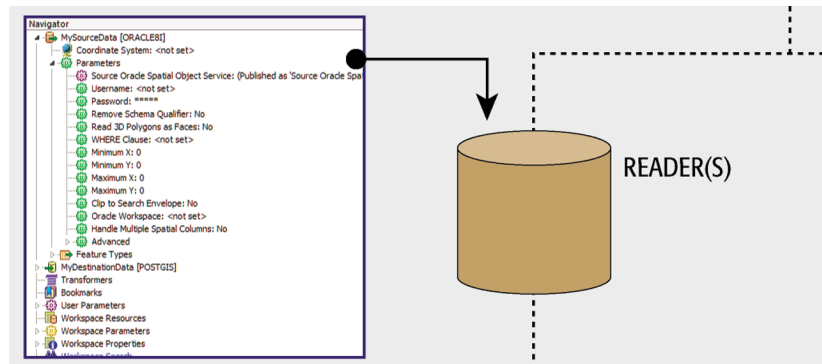 Navigator
MySourceData [ORACLE8I]
Coordinate System: <not set>
Parameters
Source Oracle Spatial Object Service: (Published as 'Source Oracle Spa
Username: <not set>
Password: *****
Remove Schema Qualifier: No
Read 3D Polygons as Faces: No
WHERE Clause: <not set>
Minimum X: 0
Minimum Y: 0
Maximum X: 0
Maximum Y: 0
Clip to Search Envelope: No
Oracle Workspace: <not set>
Handle Multiple Spatial Columns: No
Advanced
Feature Types
MyDestinationData [POSTGIS]
Transformers
Bookmarks
User Parameters
Workspace Resources
Workspace Parameters
Workspace Properties
Workspace Search
READER(S)